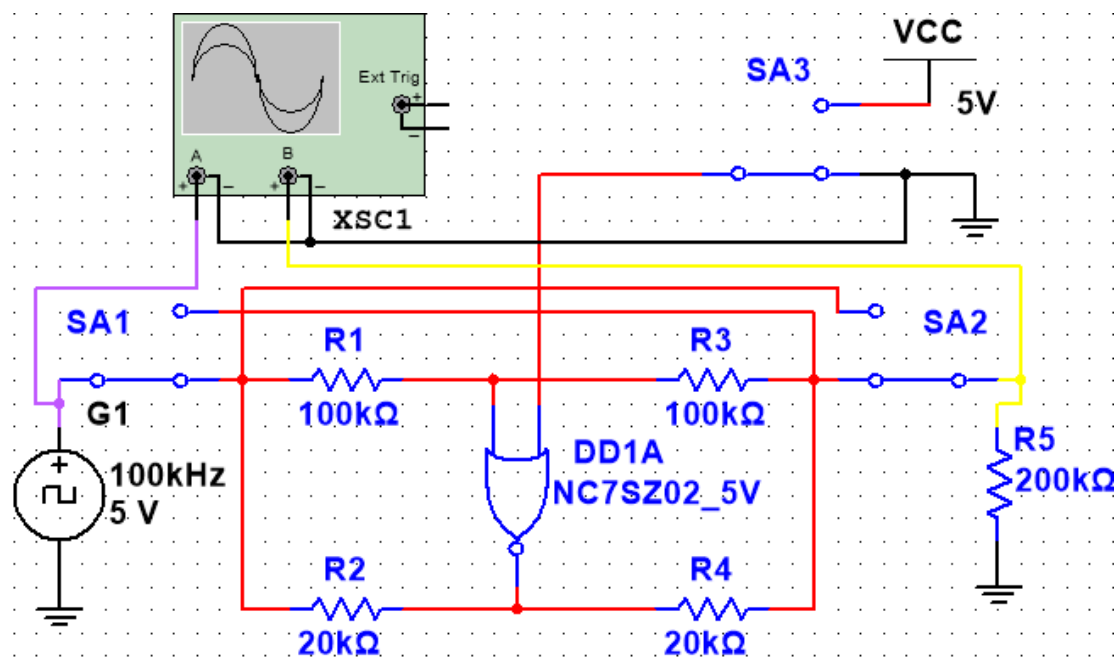 VCC
SA3
5V
Ext Trig
+
−
A
B
+
−
+
−
XSC1
SA1
SA2
R1
R3
100kΩ
100kΩ
G1
+
100kHz
5 V
DD1A
NC7SZ02_5V
R5
200kΩ
R2
R4
20kΩ
20kΩ